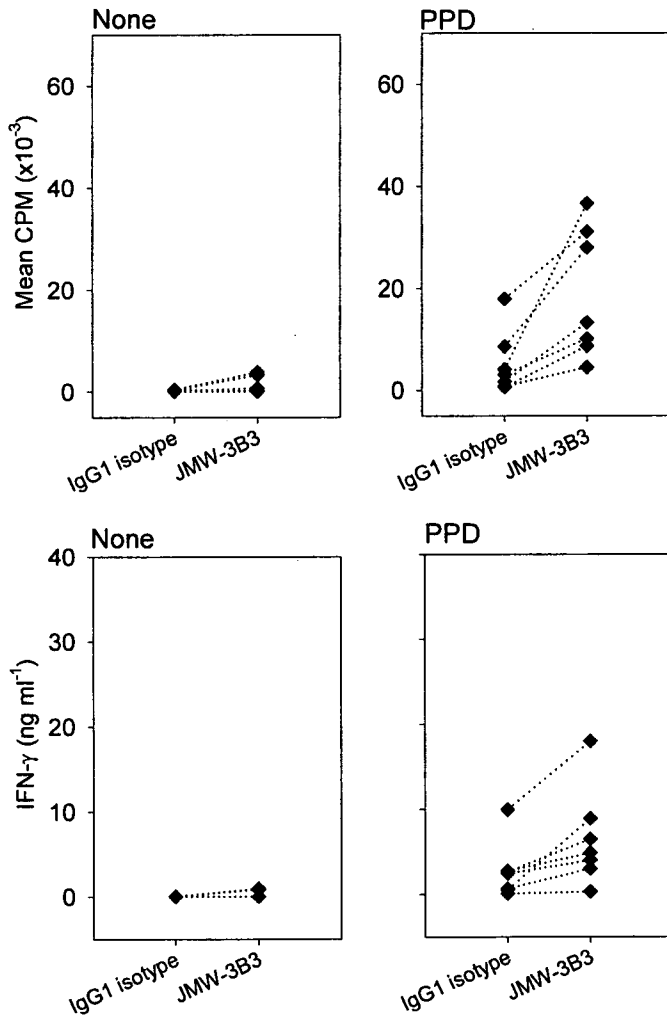 None
PPD
60
40
20
0
Mean CPM (x10⁻³)
60
40
20
0
IgG1 isotype
JMW-3B3
IgG1 isotype
JMW-3B3
None
PPD
40
30
20
10
0
IFN-γ (ng ml⁻¹)
IgG1 isotype
JMW-3B3
IgG1 isotype
JMW-3B3